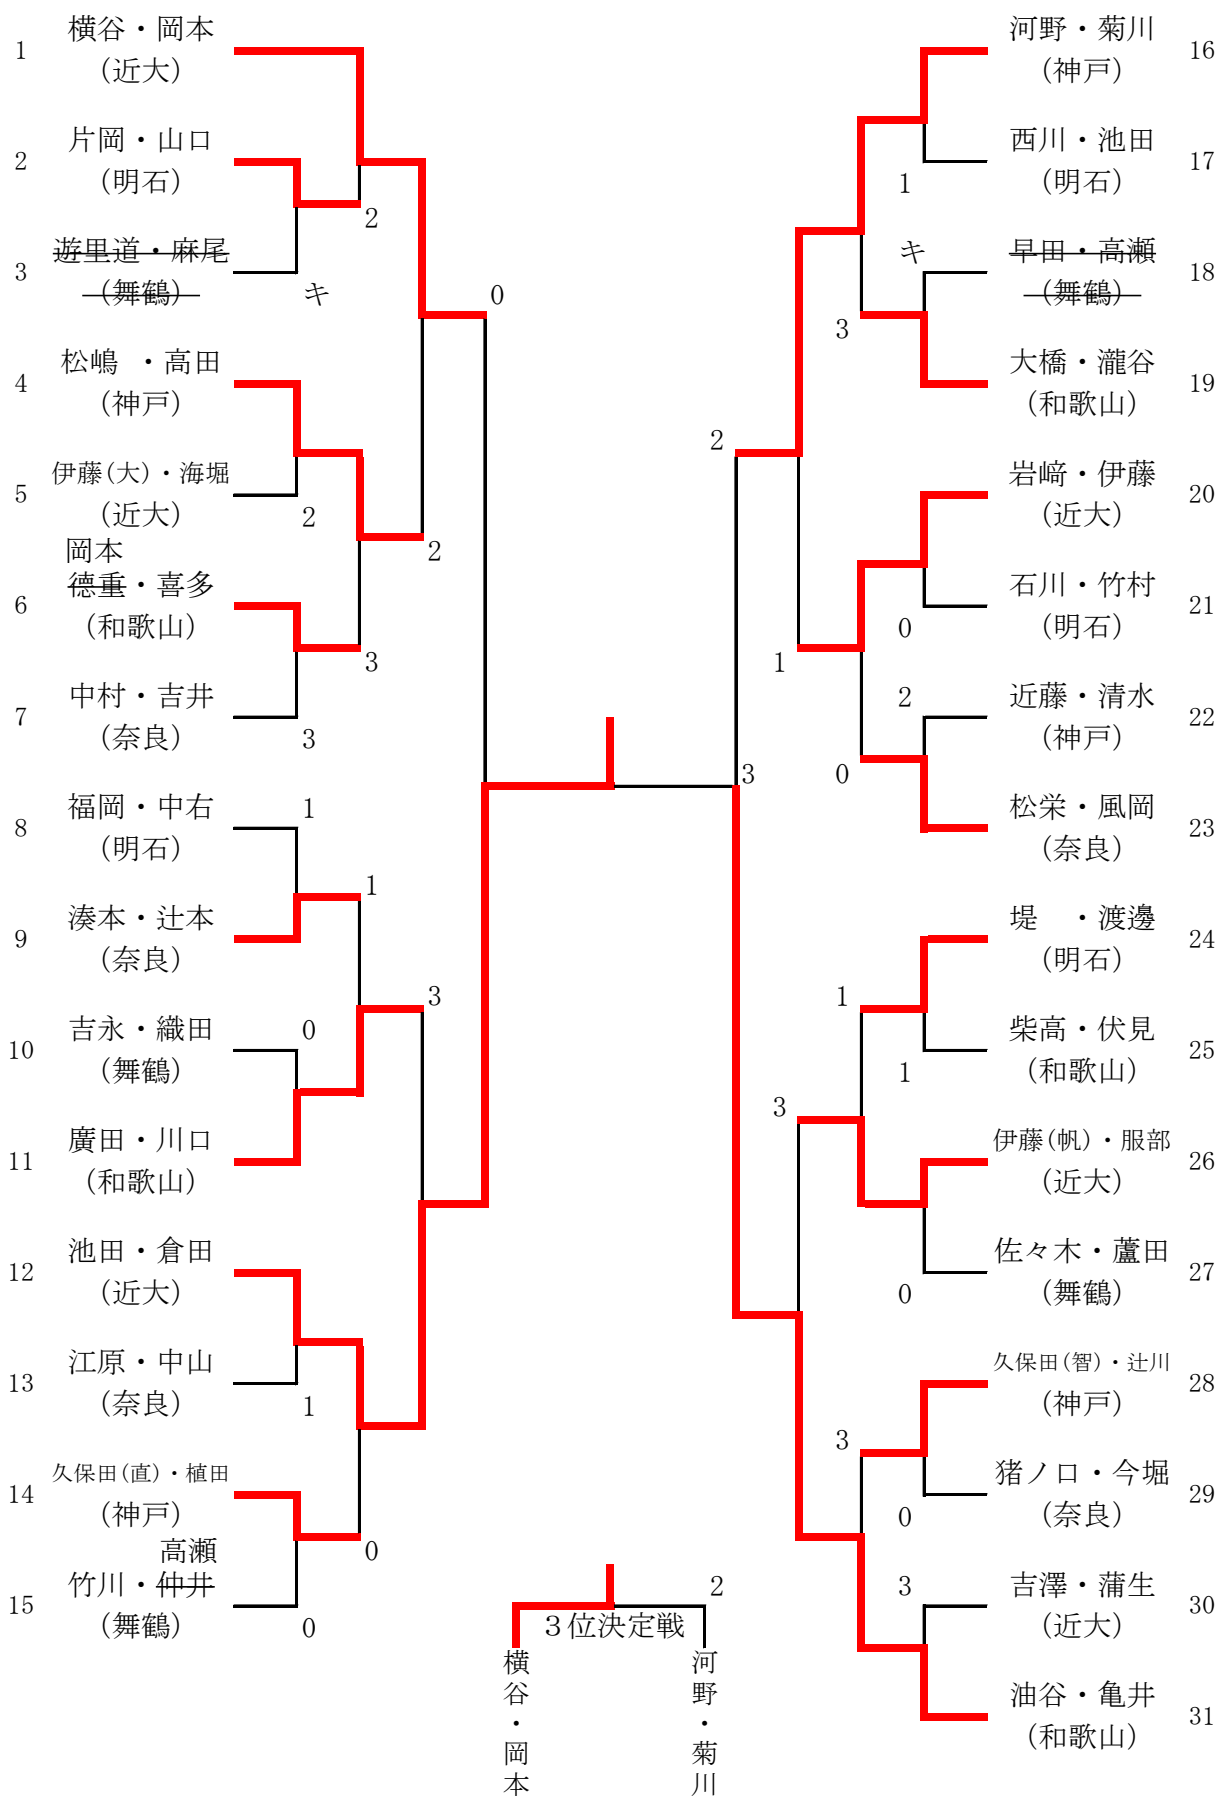 1
横谷・岡本
(近大)
2
片岡・山口
(明石)
2
3
遊里道・麻尾
(舞鶴)
キ
0
4
松嶋 ・高田
(神戸)
5
伊藤(大)・海堀
(近大)
2
2
岡本
6
德重・喜多
(和歌山)
3
7
中村・吉井
(奈良)
3
8
福岡・中右
(明石)
1
1
9
湊本・辻本
(奈良)
3
10
吉永・織田
(舞鶴)
0
11
廣田・川口
(和歌山)
12
池田・倉田
(近大)
13
江原・中山
(奈良)
1
14
久保田(直)・植田
(神戸)
0
高瀬
15
竹川・仲井
(舞鶴)
0
河野・菊川
(神戸)
16
西川・池田
(明石)
17
1
キ
早田・高瀬
(舞鶴)
18
3
大橋・瀧谷
(和歌山)
19
2
岩﨑・伊藤
(近大)
20
石川・竹村
(明石)
21
0
1
2
近藤・清水
(神戸)
22
0
3
松栄・風岡
(奈良)
23
堤 ・渡邊
(明石)
24
1
柴高・伏見
(和歌山)
25
1
3
伊藤(帆)・服部
(近大)
26
佐々木・蘆田
(舞鶴)
27
0
久保田(智)・辻川
(神戸)
28
3
猪ノ口・今堀
(奈良)
29
0
3
吉澤・蒲生
(近大)
30
油谷・亀井
(和歌山)
31
2
３位決定戦
横谷・岡本
河野・菊川